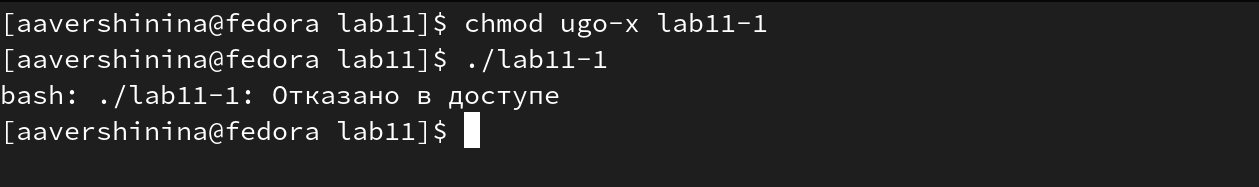 [aavershinina@fedora lab11]$ chmod ugo-x lab11-1
[aavershinina@fedora lab11]$ ./lab11-1
bash: ./lab11-1: Отказано в доступе
[aavershinina@fedora lab11]$